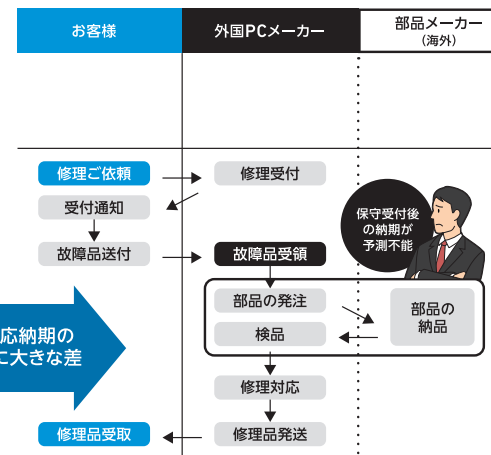 お客様
外国PCメーカー
部品メーカー
(海外)
修理ご依頼
修理受付
受付通知
保守受付後
の納期が
予測不能
故障品送付
故障品受領
部品の発注
部品の
納品
検品
応納期の
に大きな差
修理対応
修理品受取
修理品発送